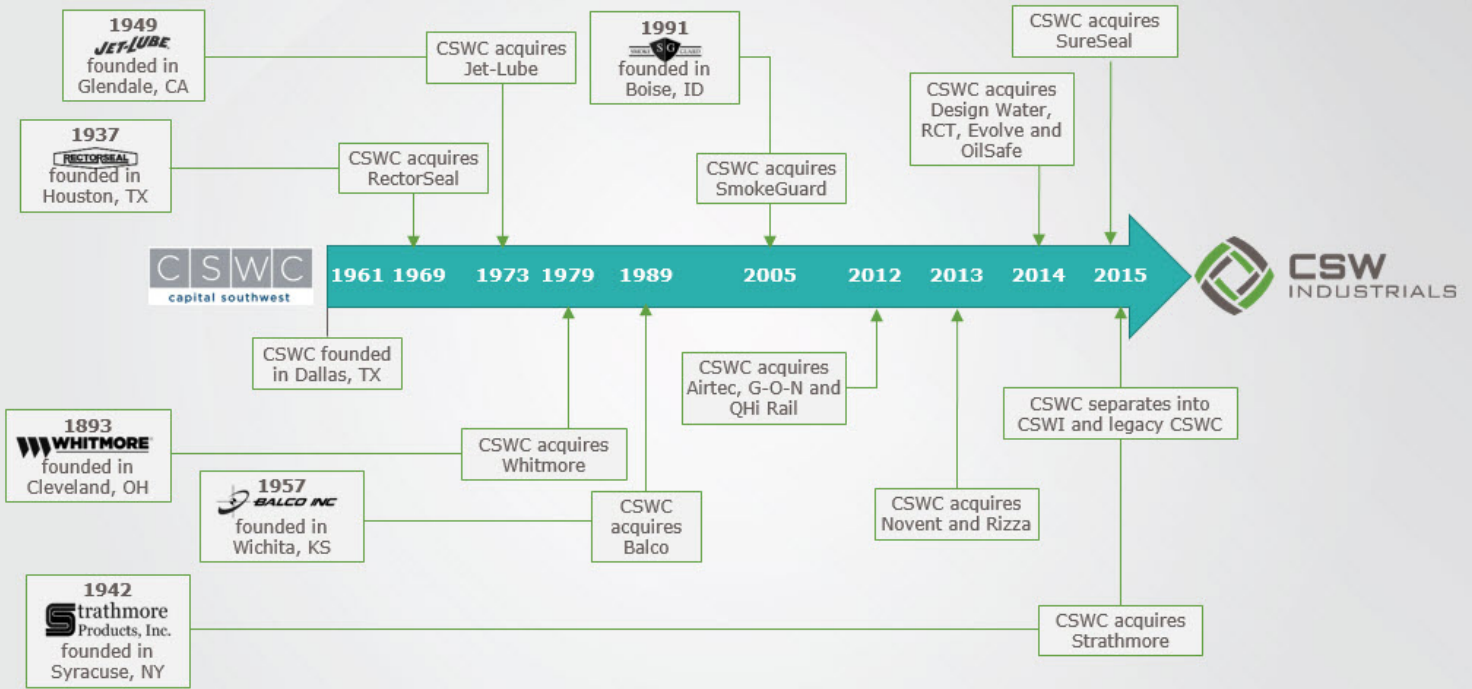 1949
JET-LUBE
founded in
Glendale, CA
CSWC acquires
Jet-Lube
1991
SMOKE SG GUARD
founded in
Boise, ID
CSWC acquires
SureSeal
CSWC acquires
Design Water,
RCT, Evolve and
OilSafe
1937
RECTORSEAL
founded in
Houston, TX
CSWC acquires
RectorSeal
CSWC acquires
SmokeGuard
CSWC
capital southwest
1961 1969 1973 1979 1989 2005 2012 2013 2014 2015
CSW
INDUSTRIALS
CSWC founded
in Dallas, TX
CSWC acquires
Airtec, G-O-N and
QHi Rail
CSWC separates into
CSWI and legacy CSWC
1893
WHITMORE
founded in
Cleveland, OH
CSWC acquires
Whitmore
1957
BALCO INC
founded in
Wichita, KS
CSWC
acquires
Balco
CSWC acquires
Novent and Rizza
1942
Strathmore
Products, Inc.
founded in
Syracuse, NY
CSWC acquires
Strathmore